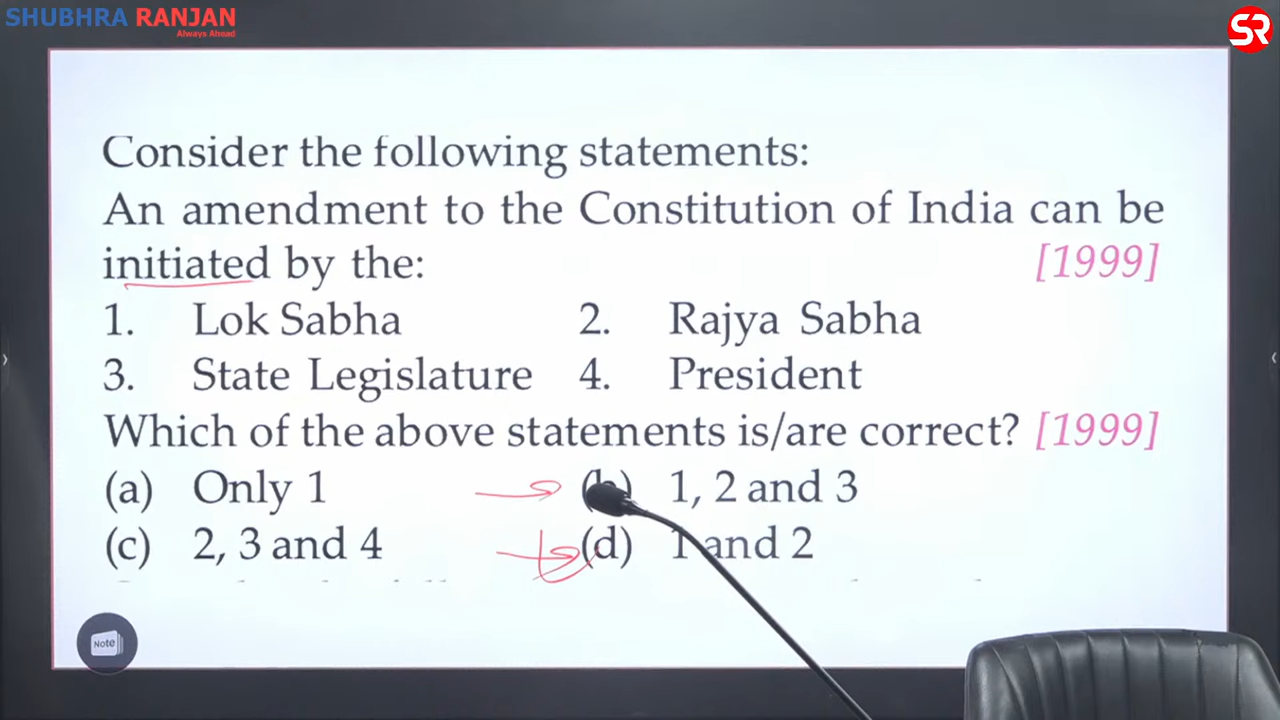 SHUBHRA RANJAN
Always Ahead
SR
Consider the following statements:
An amendment to the Constitution of India can be
initiated by the: [1999]
1. Lok Sabha 2. Rajya Sabha
3. State Legislature 4. President
Which of the above statements is/are correct? [1999]
(a) Only 1 (b) 1, 2 and 3
(c) 2, 3 and 4 (d) 1 and 2
Note